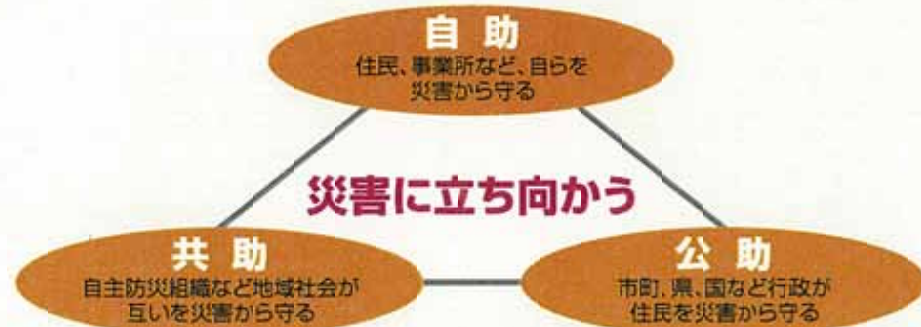 自助
住民、事業所など、自らを
災害から守る
災害に立ち向かう
共助
自主防災組織など地域社会が
互いを災害から守る
公助
市町、県、国など行政が
住民を災害から守る